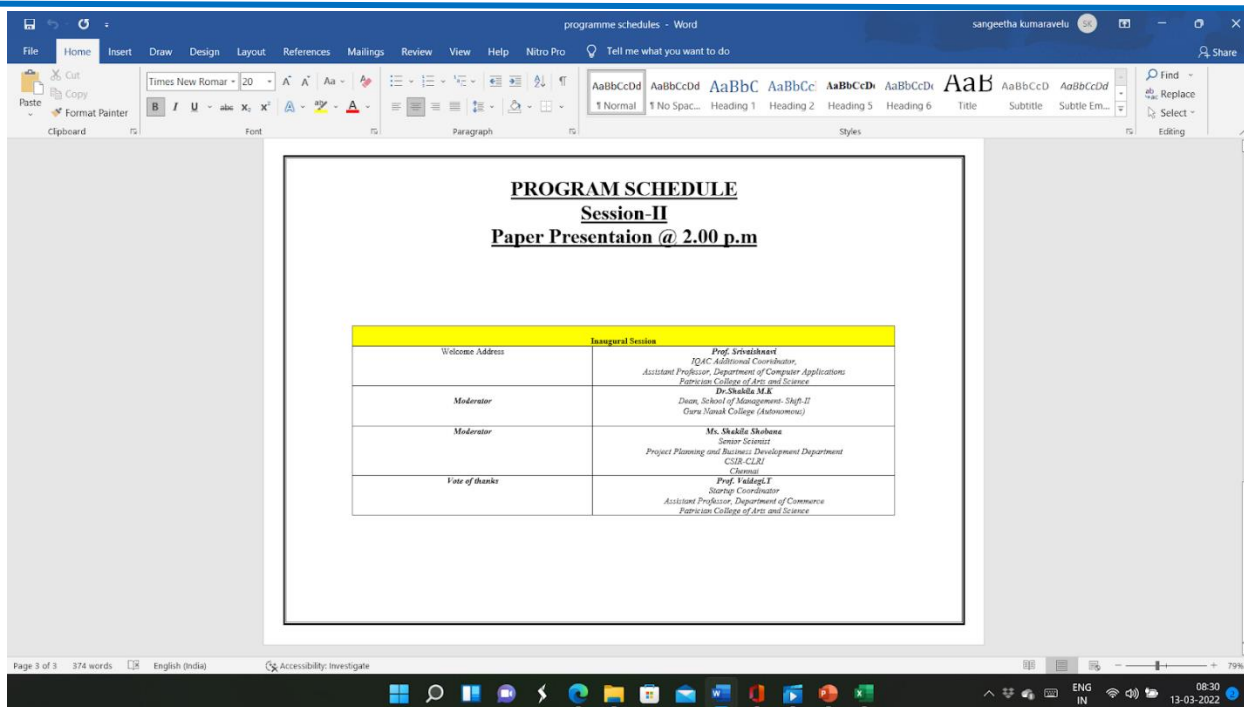 programme schedules - Word
sangeetha kumaravelu SK
File Home Insert Draw Design Layout References Mailings Review View Help Nitro Pro Tell me what you want to do Share
Paste
Cut
Copy
Format Painter
Times New Romar 20
AaBbCcDd AaBbCcDd AaBbC AaBbCc AaBbCcDc AaBbCcDc AaB AaBbCcD AaBbCcDd
¶ Normal ¶ No Spac... Heading 1 Heading 2 Heading 5 Heading 6 Title Subtitle Subtle Em...
Find
Replace
Select
Clipboard Font Paragraph Styles Editing
PROGRAM SCHEDULE
Session-II
Paper Presentaion @ 2.00 p.m
Inaugural Session
Welcome Address
Prof. Srivaishnavi
IQAC Additional Coordinator,
Assistant Professor, Department of Computer Applications
Patrician College of Arts and Science
Moderator
Dr.Shakila M.K
Dean, School of Management- Shift-II
Guru Nanak College (Autonomous)
Moderator
Ms. Shakila Shobana
Senior Scienist
Project Planning and Business Development Department
CSIR-CLRI
Chennai
Vote of thanks
Prof. Vaidegi.T
Startup Coordinator
Assistant Professor, Department of Commerce
Patrician College of Arts and Science
Page 3 of 3 374 words English (India) Accessibility: Investigate 79%
ENG
IN
08:30
13-03-2022